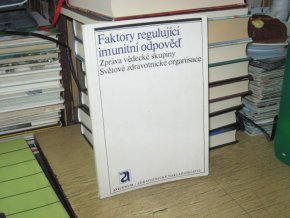 Faktory regulující
imunitní odpověď
Zpráva vědecké skupiny
Světové zdravotnické organisace
AVICENUM / ZDRAVOTNICKÉ NAKLADATELSTVÍ